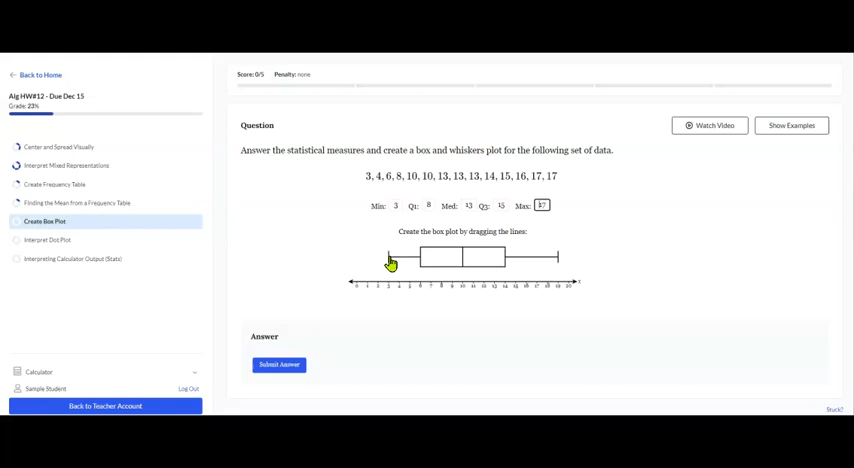 Back to Home
Alg HW#12 - Due Dec 15
Grade: 23%
Center and Spread Visually
Interpret Mixed Representations
Create Frequency Table
Finding the Mean from a Frequency Table
Create Box Plot
Interpret Dot Plot
Interpreting Calculator Output (Stats)
Calculator
Sample Student Log Out
Back to Teacher Account
Score: 0/5 Penalty: none
Question
Watch Video
Show Examples
Answer the statistical measures and create a box and whiskers plot for the following set of data.
3, 4, 6, 8, 10, 10, 13, 13, 13, 14, 15, 16, 17, 17
Min: 3 Q1: 8 Med: 13 Q3: 15 Max: 17
Create the box plot by dragging the lines:
0 1 2 3 4 5 6 7 8 9 10 11 12 13 14 15 16 17 18 19 20 x
Answer
Submit Answer
Stuck?